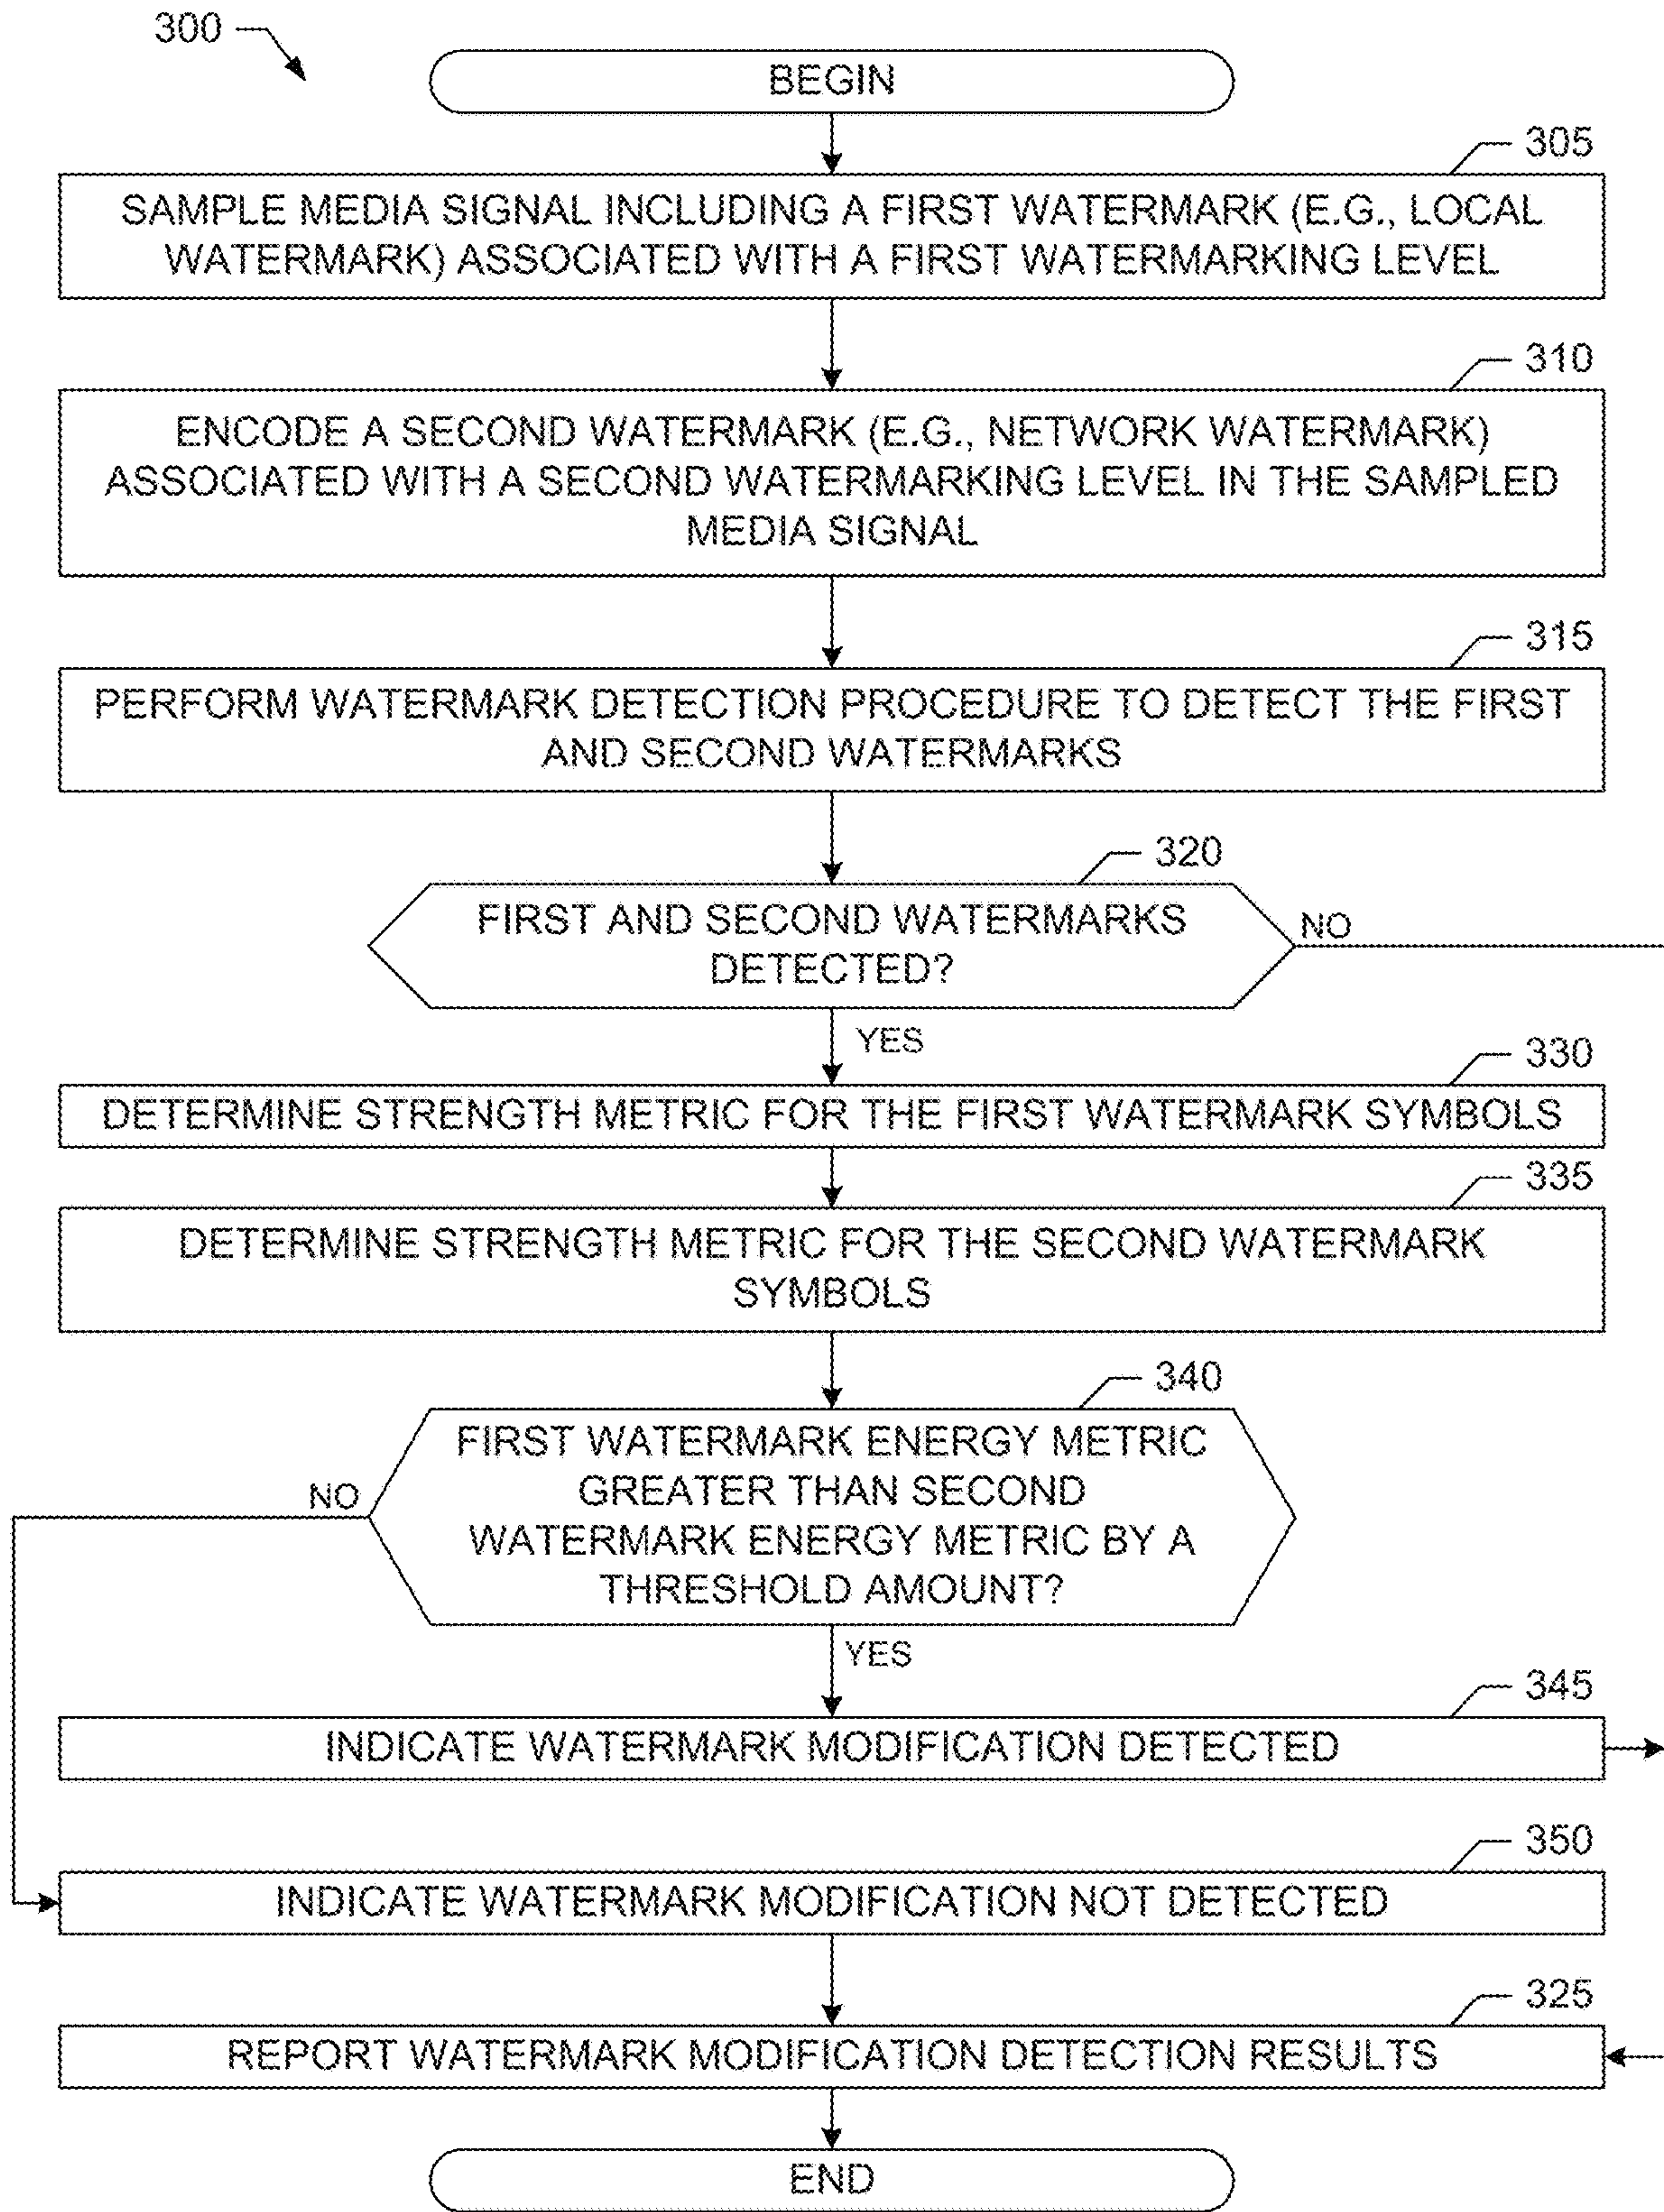 300
BEGIN
305
SAMPLE MEDIA SIGNAL INCLUDING A FIRST WATERMARK (E.G., LOCAL
WATERMARK) ASSOCIATED WITH A FIRST WATERMARKING LEVEL
310
ENCODE A SECOND WATERMARK (E.G., NETWORK WATERMARK)
ASSOCIATED WITH A SECOND WATERMARKING LEVEL IN THE SAMPLED
MEDIA SIGNAL
315
PERFORM WATERMARK DETECTION PROCEDURE TO DETECT THE FIRST
AND SECOND WATERMARKS
320
FIRST AND SECOND WATERMARKS
DETECTED?
NO
YES
330
DETERMINE STRENGTH METRIC FOR THE FIRST WATERMARK SYMBOLS
335
DETERMINE STRENGTH METRIC FOR THE SECOND WATERMARK
SYMBOLS
340
FIRST WATERMARK ENERGY METRIC
GREATER THAN SECOND
WATERMARK ENERGY METRIC BY A
THRESHOLD AMOUNT?
NO
YES
345
INDICATE WATERMARK MODIFICATION DETECTED
350
INDICATE WATERMARK MODIFICATION NOT DETECTED
325
REPORT WATERMARK MODIFICATION DETECTION RESULTS
END